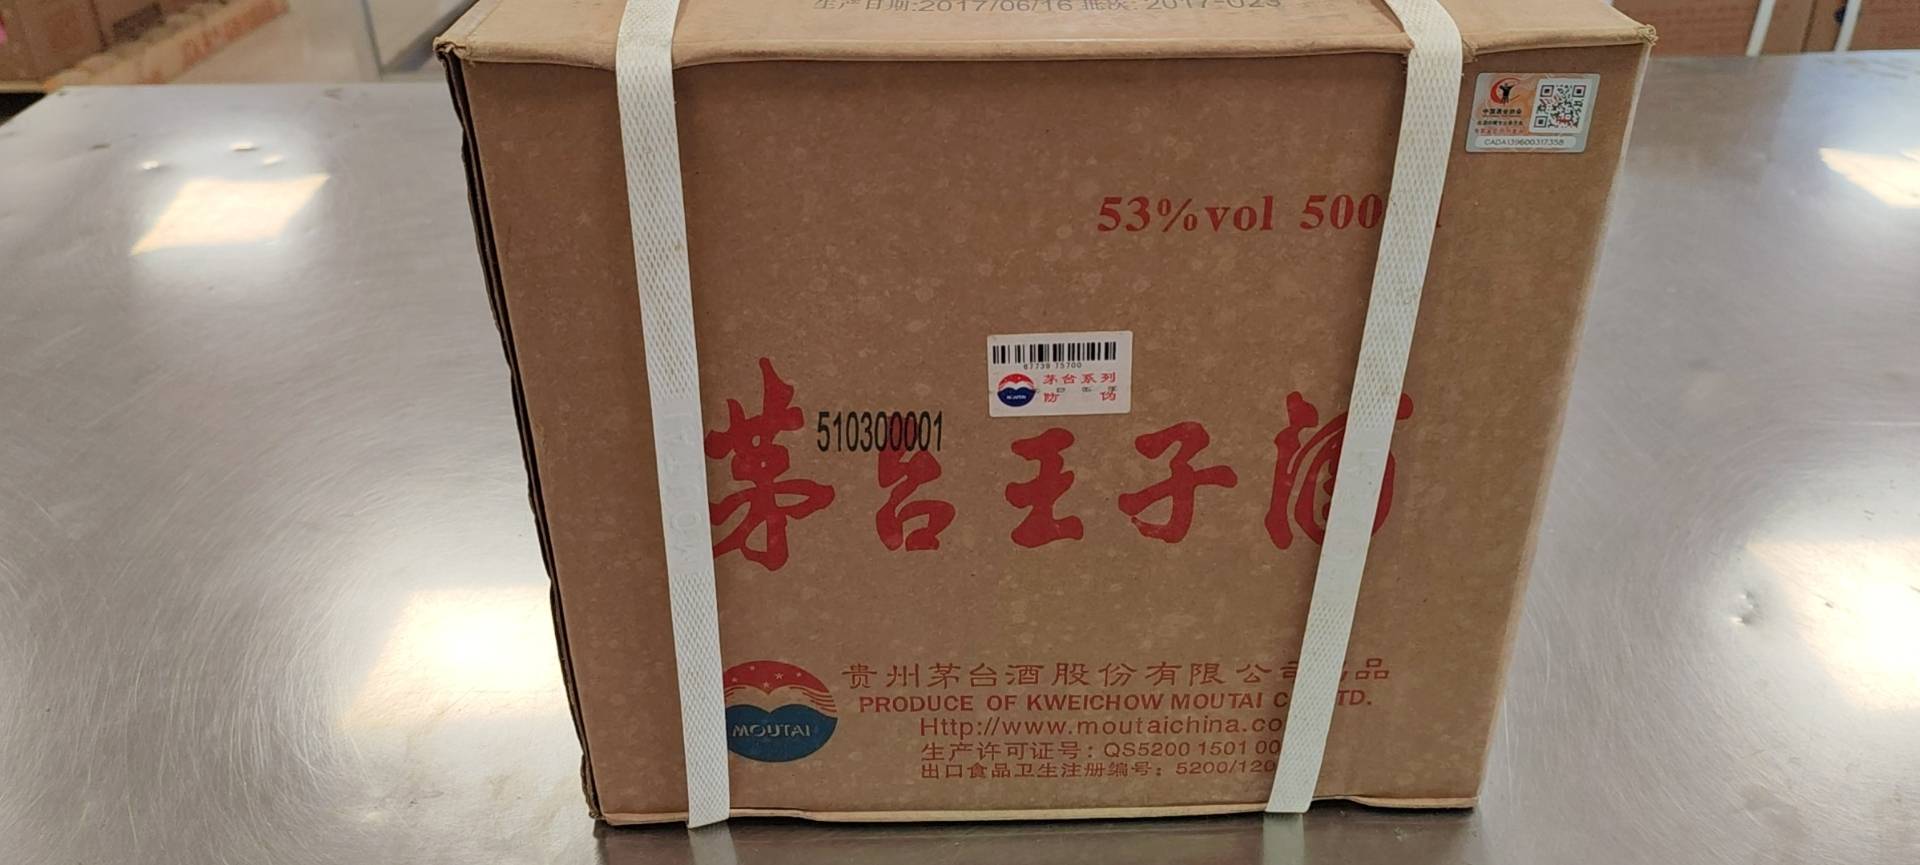 生产日期:2017/06/16 批次: 2017-023
CADA139600317358
53%vol 500
87739 75700
茅台系列
防 伪
510300001
茅台王子酒
贵州茅台酒股份有限公司 品
PRODUCE OF KWEICHOW MOUTAI C TD.
MOUTAI
Http://www.moutaichina.co
生产许可证号: QS5200 1501 00
出口食品卫生注册编号: 5200/120